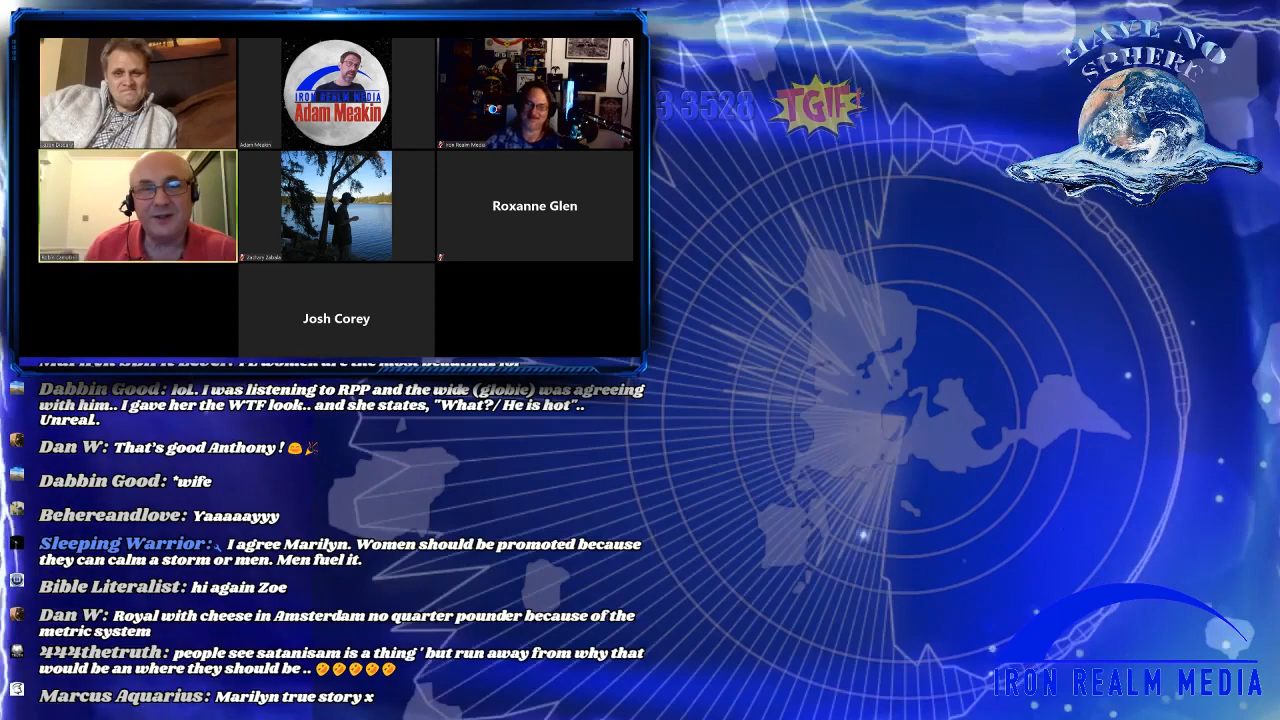 HAVE NO
SPHERE
3 3528
TGIF
IRON REALM MEDIA
Adam Meakin
Adam Meakin
Iron Realm Media
Zachary Zabala
Roxanne Glen
Josh Corey
Dabbin Good: lol.. I was listening to RPP and the wide (globie) was agreeing
with him.. I gave her the WTF look.. and she states, "What?/ He is hot"..
Unreal..
Dan W: That's good Anthony !
Dabbin Good: *wife
Behereandlove: Yaaaaayyy
Sleeping Warrior: I agree Marilyn. Women should be promoted because
they can calm a storm or men. Men fuel it.
Bible Literalist: hi again Zoe
Dan W: Royal with cheese in Amsterdam no quarter pounder because of the
metric system
444thetruth: people see satanisam is a thing ' but run away from why that
would be an where they should be ..
Marcus Aquarius: Marilyn true story x
IRON REALM MEDIA